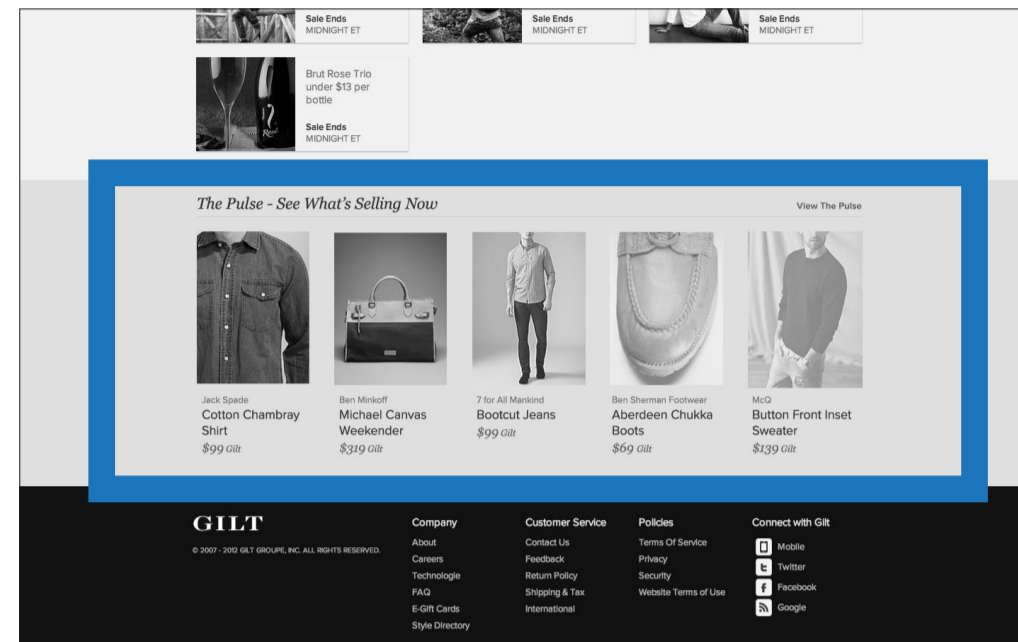 Sale Ends
MIDNIGHT ET
Sale Ends
MIDNIGHT ET
Sale Ends
MIDNIGHT ET
Brut Rose Trio
under $13 per
bottle
Sale Ends
MIDNIGHT ET
Rosé
The Pulse - See What's Selling Now
View The Pulse
Jack Spade
Cotton Chambray
Shirt
$99 Gilt
Ben Minkoff
Michael Canvas
Weekender
$319 Gilt
7 for All Mankind
Bootcut Jeans
$99 Gilt
Ben Sherman Footwear
Aberdeen Chukka
Boots
$69 Gilt
McQ
Button Front Inset
Sweater
$139 Gilt
GILT
© 2007 - 2012 GILT GROUPE, INC. ALL RIGHTS RESERVED.
Company
About
Careers
Technologie
FAQ
E-Gift Cards
Style Directory
Customer Service
Contact Us
Feedback
Return Policy
Shipping & Tax
International
Policies
Terms Of Service
Privacy
Security
Website Terms of Use
Connect with Gilt
Mobile
Twitter
Facebook
Google